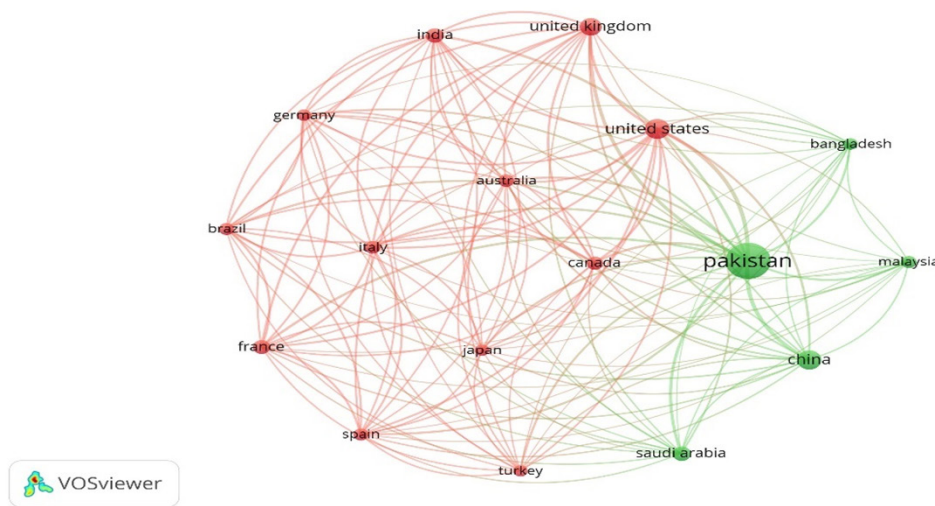 united kingdom
india
germany
united states
bangladesh
australia
brazil
italy
pakistan
canada
malaysia
france
japan
china
spain
saudi arabia
turkey
VOSviewer